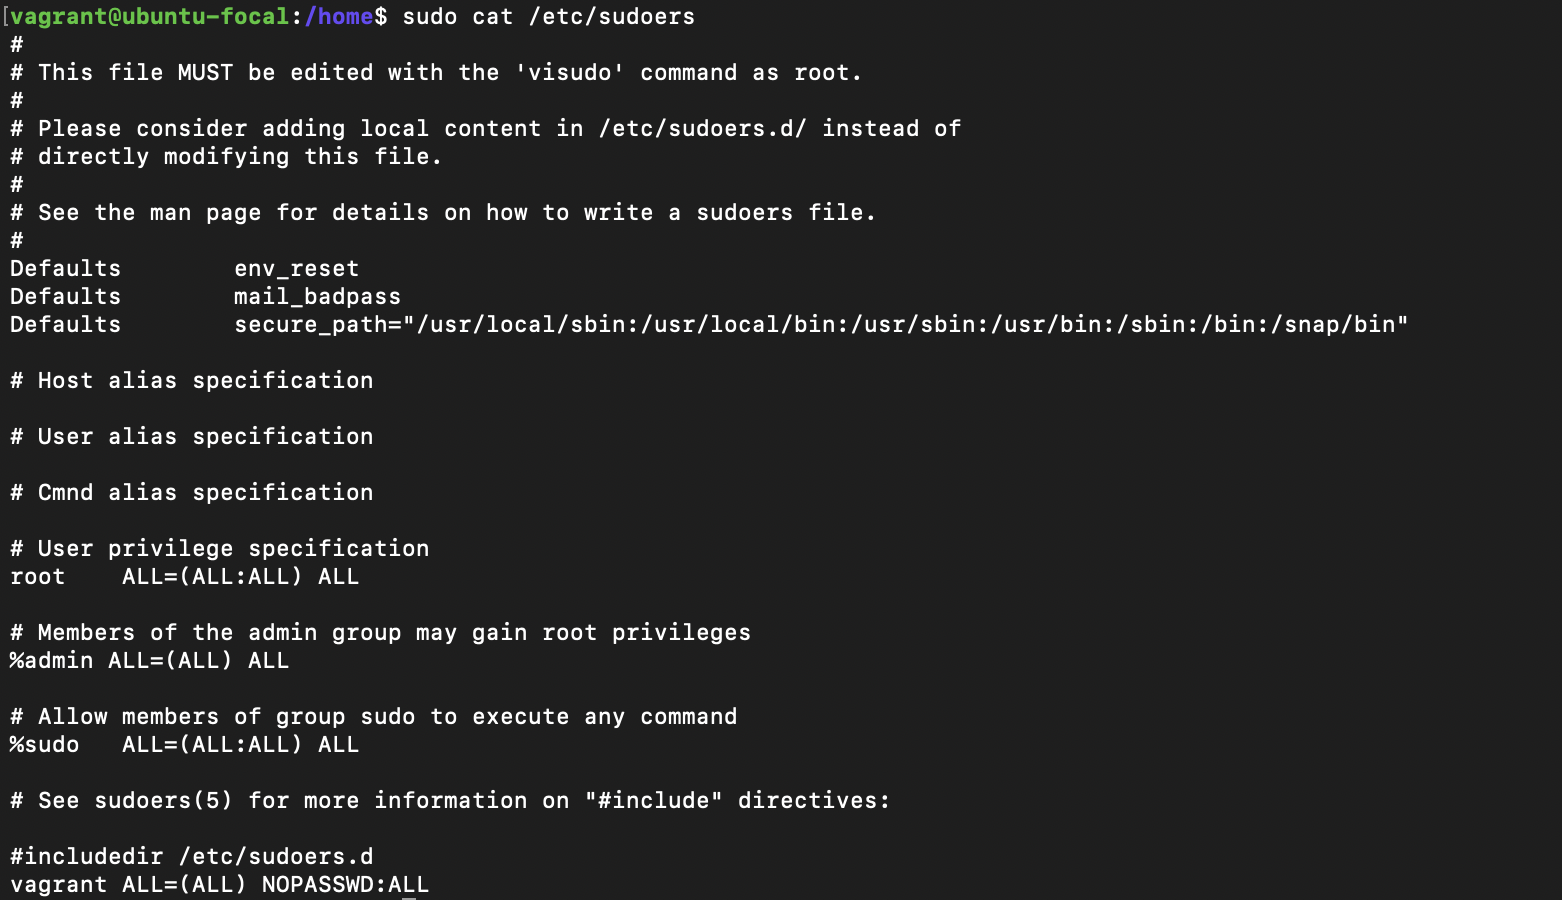 [vagrant@ubuntu-focal:/home$ sudo cat /etc/sudoers
#
# This file MUST be edited with the 'visudo' command as root.
#
# Please consider adding local content in /etc/sudoers.d/ instead of
# directly modifying this file.
#
# See the man page for details on how to write a sudoers file.
#
Defaults        env_reset
Defaults        mail_badpass
Defaults        secure_path="/usr/local/sbin:/usr/local/bin:/usr/sbin:/usr/bin:/sbin:/bin:/snap/bin"

# Host alias specification

# User alias specification

# Cmnd alias specification

# User privilege specification
root    ALL=(ALL:ALL) ALL

# Members of the admin group may gain root privileges
%admin ALL=(ALL) ALL

# Allow members of group sudo to execute any command
%sudo   ALL=(ALL:ALL) ALL

# See sudoers(5) for more information on "#include" directives:

#includedir /etc/sudoers.d
vagrant ALL=(ALL) NOPASSWD:ALL